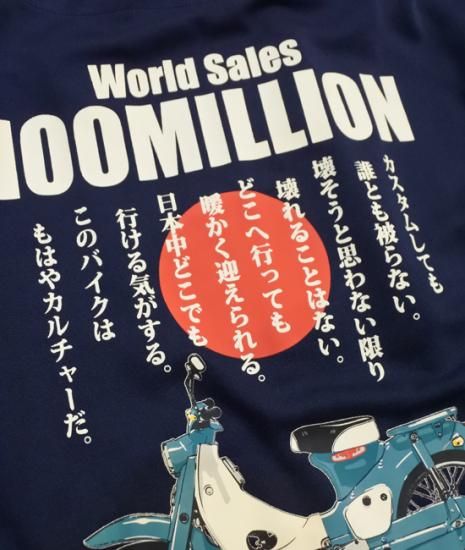 World Sales
100MILLION
カスタムしても
誰とも被らない。
壊そうと思わない限り
壊れることはない。
どこへ行っても
暖かく迎えられる。
日本中どこでも
行ける気がする。
このバイクは
もはやカルチャーだ。